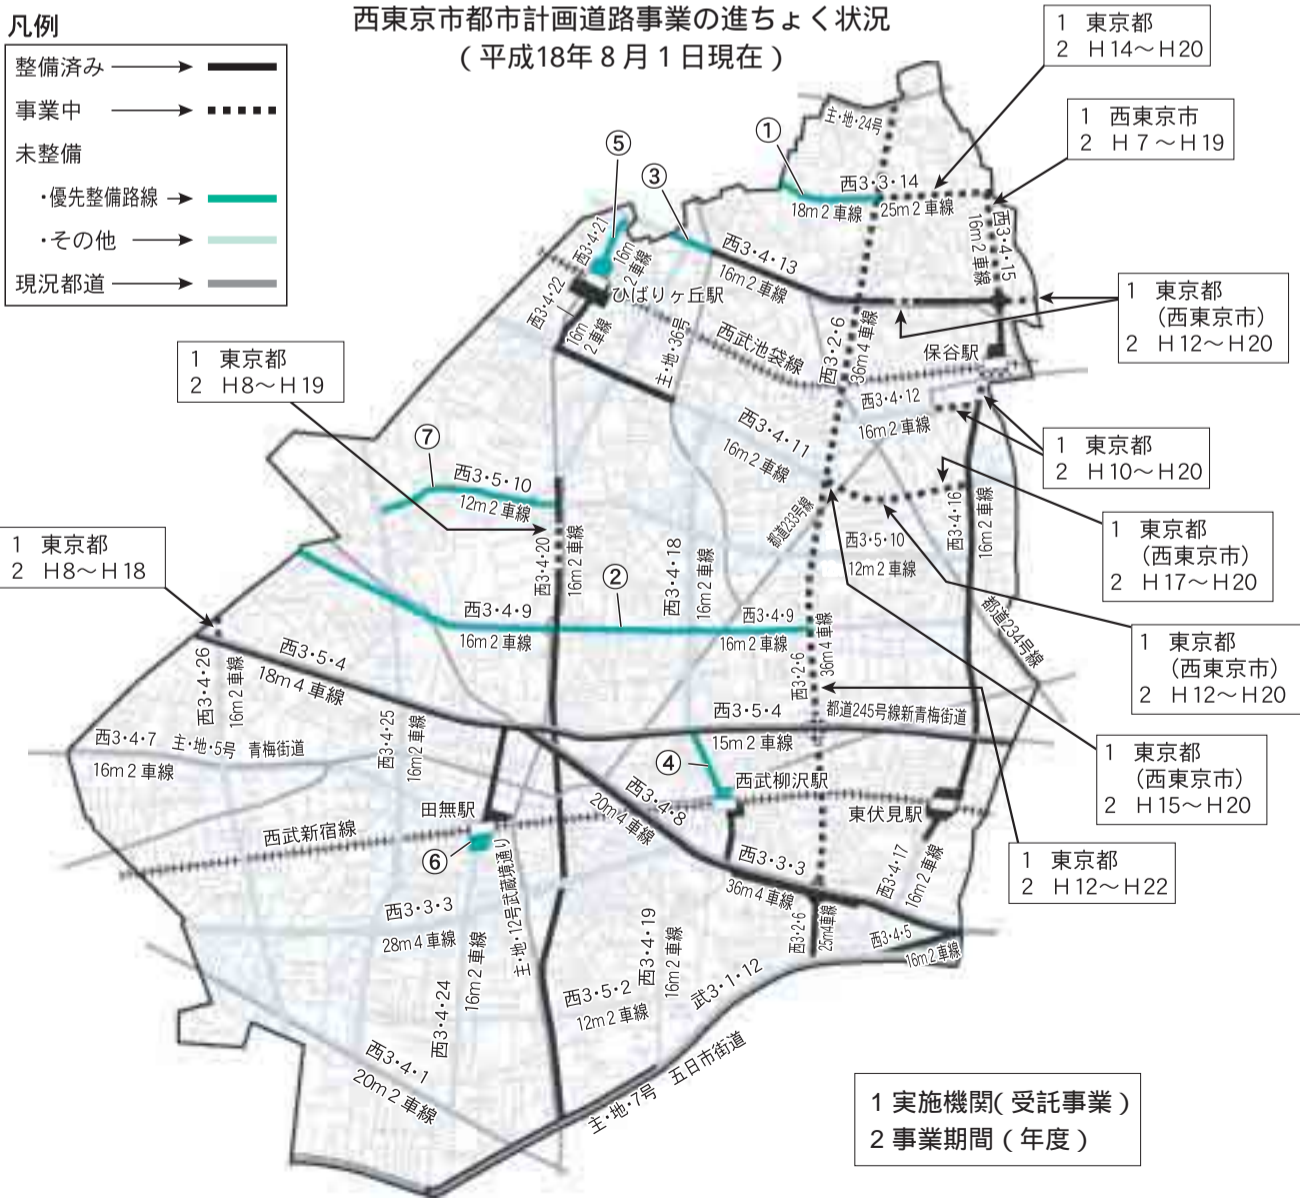 西東京市都市計画道路事業の進ちょく状況
(平成18年8月1日現在)
凡例
整備済み
事業中
未整備
・優先整備路線
・その他
現況都道
1 東京都
2 H14〜H20
1 西東京市
2 H7〜H19
1 東京都
(西東京市)
2 H12〜H20
1 東京都
2 H10〜H20
1 東京都
(西東京市)
2 H17〜H20
1 東京都
(西東京市)
2 H12〜H20
1 東京都
(西東京市)
2 H15〜H20
1 東京都
2 H12〜H22
1 東京都
2 H8〜H19
1 東京都
2 H8〜H18
主・地・24号
①
西3・3・14
18m2車線
25m2車線
⑤
③
西3・4・21
16m
2車線
西3・4・13
16m2車線
西3・4・15
16m2車線
西3・4・22
16m
2車線
ひばりヶ丘駅
主・地・36号
西武池袋線
西3・2・6
36m4車線
保谷駅
西3・4・12
16m2車線
西3・4・11
16m2車線
⑦
西3・5・10
12m2車線
都道233号線
西3・5・10
12m2車線
西3・4・16
16m2車線
西3・4・20
16m2車線
②
西3・4・18
16m2車線
西3・4・9
16m2車線
西3・4・9
16m2車線
都道234号線
西3・4・26
16m2車線
西3・5・4
18m4車線
西3・2・6
36m4車線
西3・5・4
15m2車線
都道245号線新青梅街道
西3・4・7
16m2車線
主・地・5号 青梅街道
西3・4・25
16m2車線
④
西武柳沢駅
田無駅
西3・4・8
20m4車線
東伏見駅
西武新宿線
⑥
主・地・12号武蔵境通り
西3・3・3
36m4車線
西3・4・17
16m2車線
西3・3・3
28m4車線
西3・2・6
25m4車線
西3・4・5
16m2車線
西3・4・24
16m2車線
西3・4・19
16m2車線
西3・5・2
12m2車線
武3・1・12
西3・4・1
20m2車線
主・地・7号 五日市街道
1 実施機関(受託事業)
2 事業期間(年度)